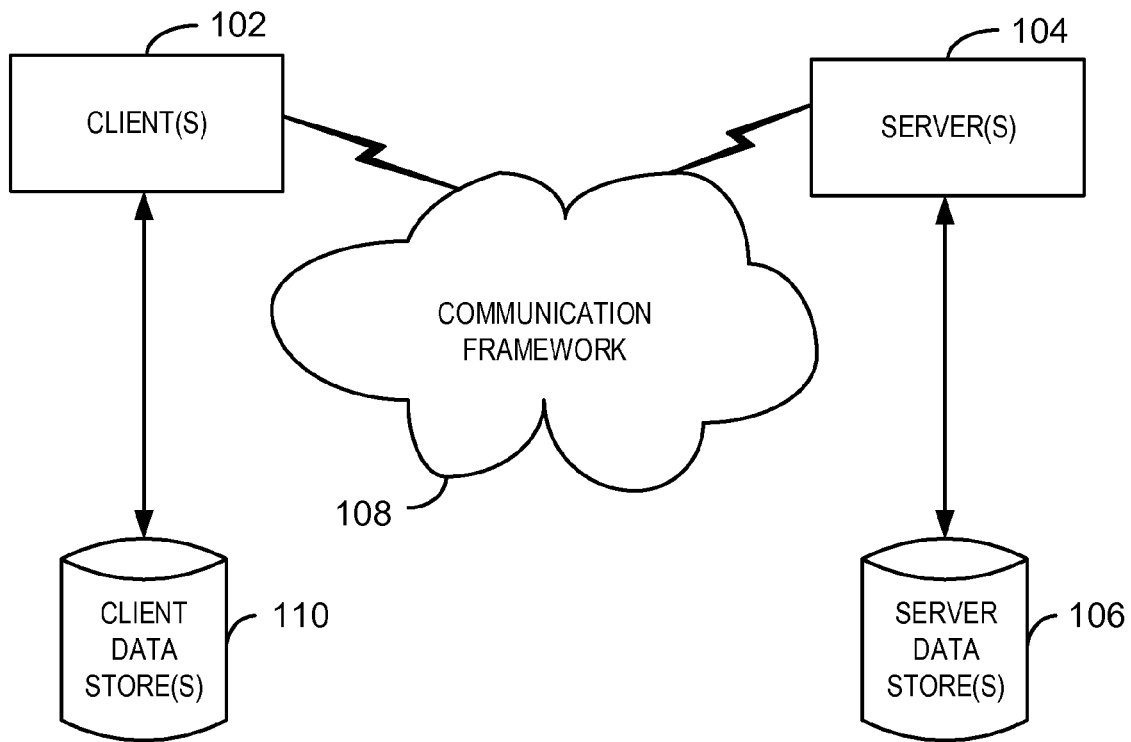 102
104
CLIENT(S)
SERVER(S)
COMMUNICATION
FRAMEWORK
108
CLIENT
DATA
STORE(S)
110
SERVER
DATA
STORE(S)
106